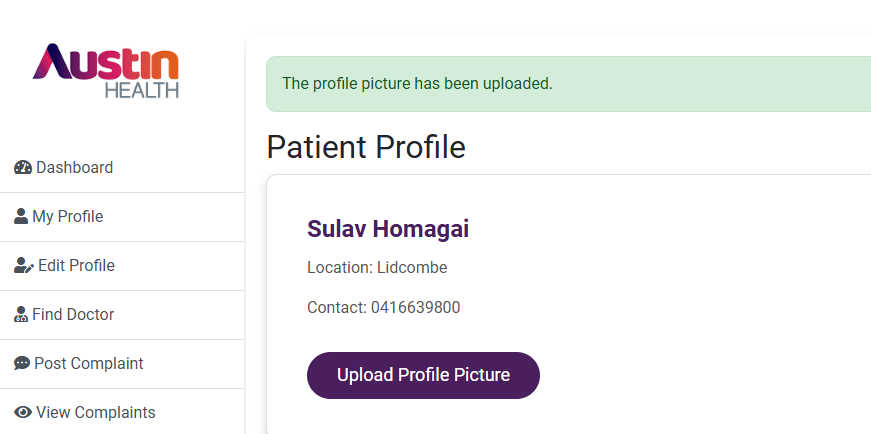 Austin
HEALTH
Dashboard
My Profile
Edit Profile
Find Doctor
Post Complaint
View Complaints
The profile picture has been uploaded.
Patient Profile
Sulav Homagai
Location: Lidcombe
Contact: 0416639800
Upload Profile Picture